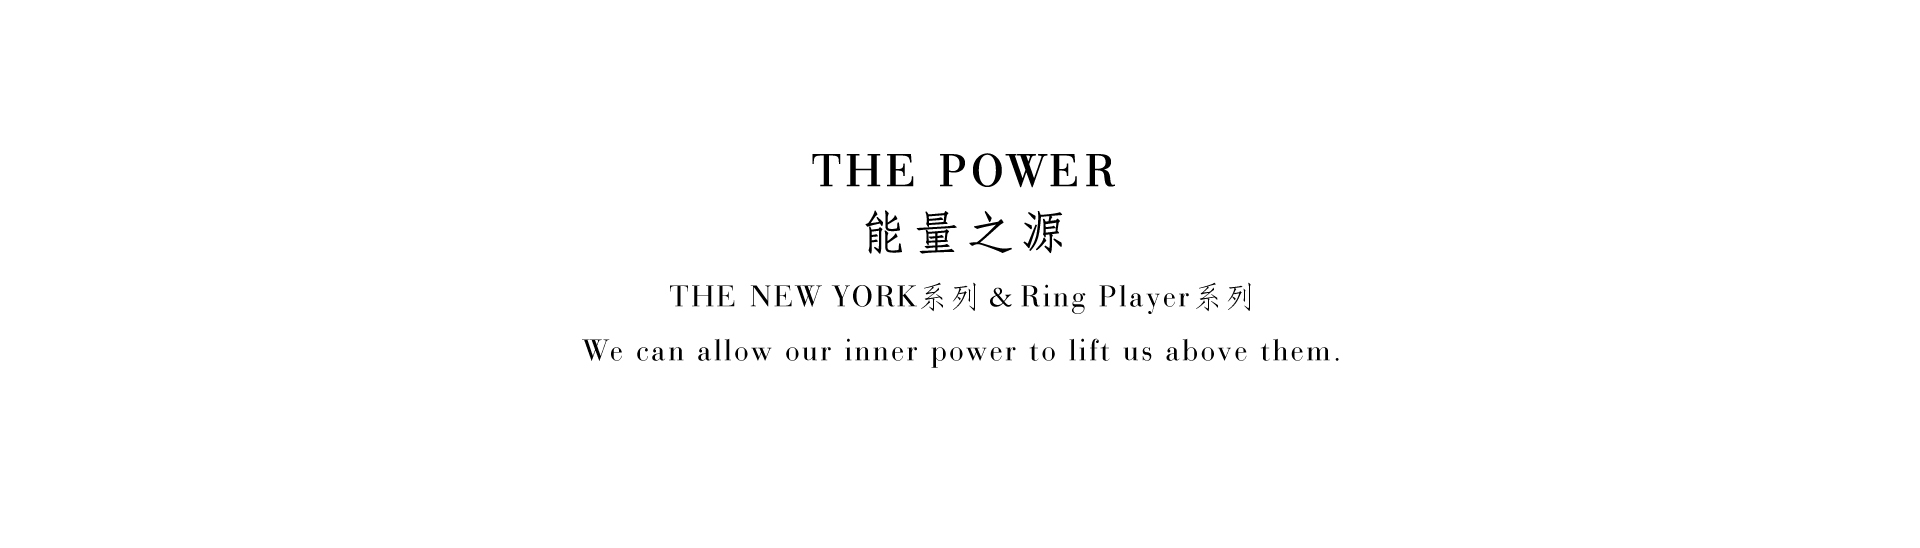 THE POWER
能量之源
THE NEW YORK系列 & Ring Player系列
We can allow our inner power to lift us above them.